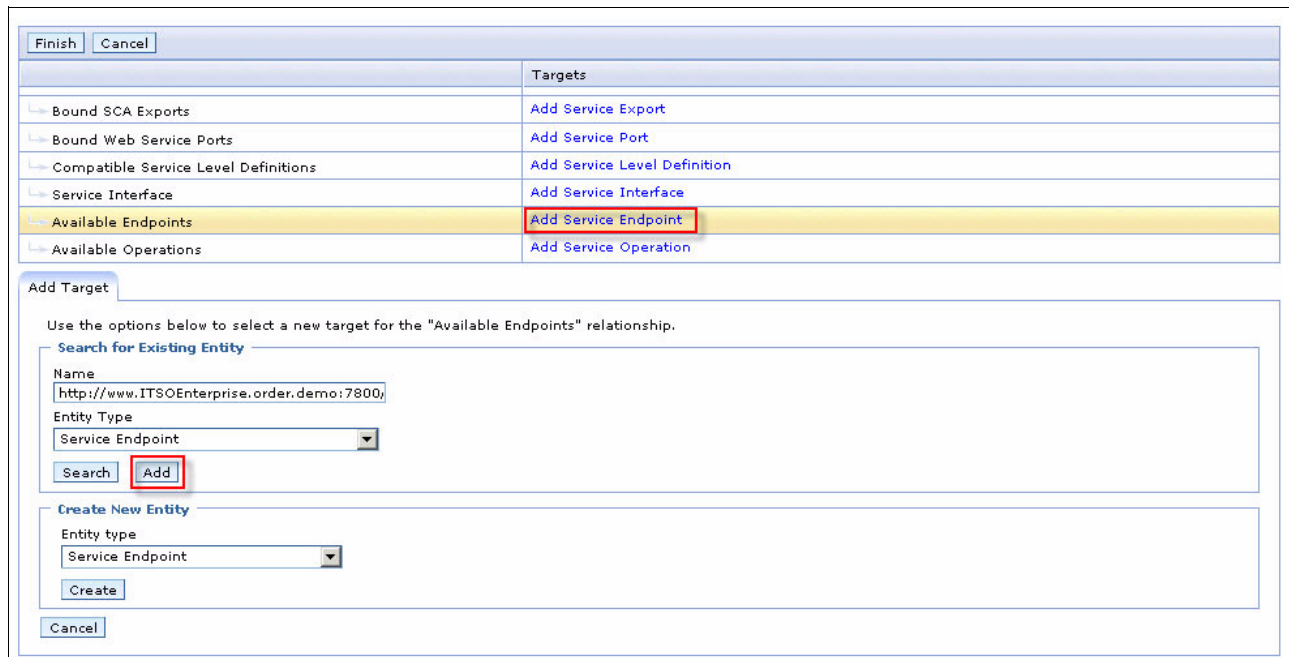 Finish Cancel
Targets
Bound SCA Exports Add Service Export
Bound Web Service Ports Add Service Port
Compatible Service Level Definitions Add Service Level Definition
Service Interface Add Service Interface
Available Endpoints Add Service Endpoint
Available Operations Add Service Operation
Add Target
Use the options below to select a new target for the "Available Endpoints" relationship.
Search for Existing Entity
Name
http://www.ITSOEnterprise.order.demo:7800/
Entity Type
Service Endpoint
Search Add
Create New Entity
Entity type
Service Endpoint
Create
Cancel